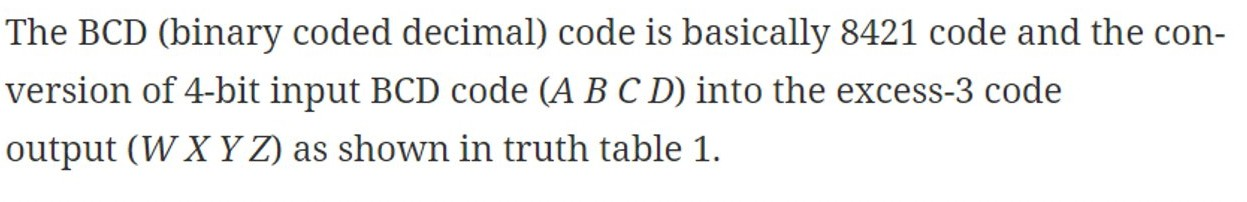 The BCD (binary coded decimal) code is basically 8421 code and the con-
version of 4-bit input BCD code (A B C D) into the excess-3 code
output (W X Y Z) as shown in truth table 1.